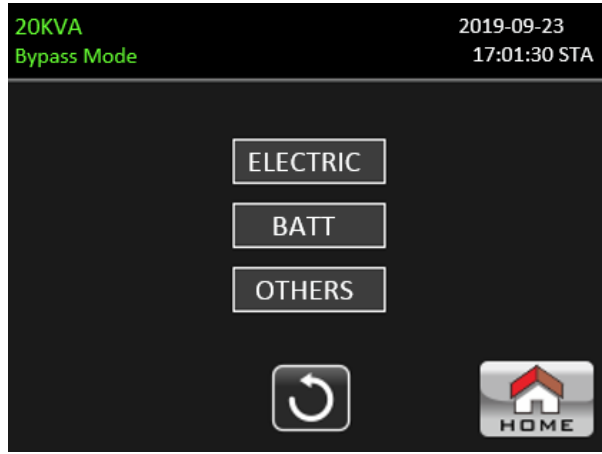 20KVA
2019-09-23
Bypass Mode
17:01:30 STA
ELECTRIC
BATT
OTHERS
HOME